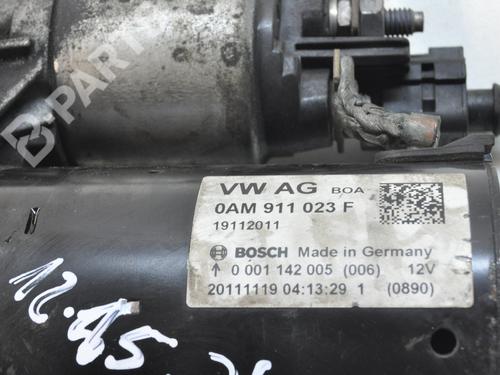 B-PARTS
VW AG BOA
0AM 911 023 F
19112011
BOSCH Made in Germany
0 001 142 005 (006) 12V
20111119 04:13:29 1 (0890)